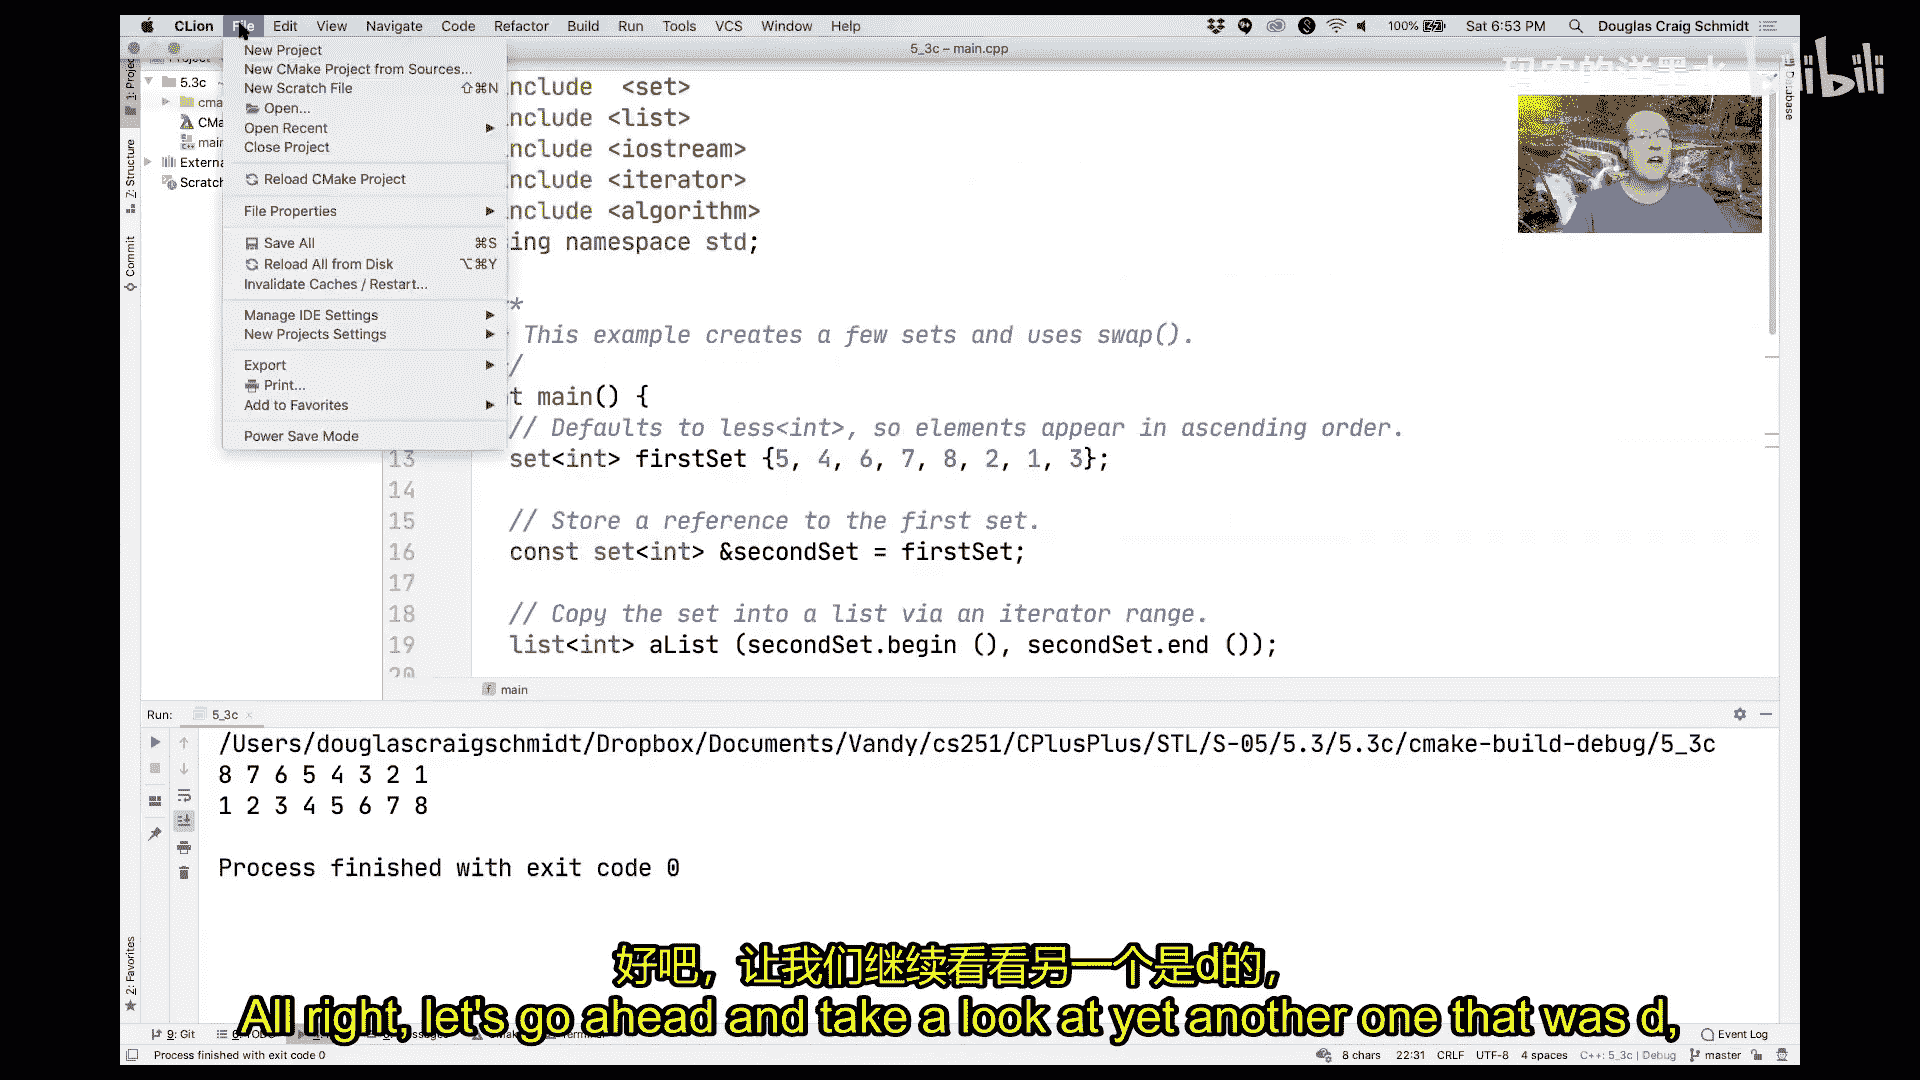 CLion File Edit View Navigate Code Refactor Build Run Tools VCS Window Help 100% Sat 6:53 PM Douglas Craig Schmidt
5_3c – main.cpp
bilibili
New Project
New CMake Project from Sources...
New Scratch File ⇧⌘N
Open...
Open Recent
Close Project
Reload CMake Project
File Properties
Save All ⌘S
Reload All from Disk ⌥⌘Y
Invalidate Caches / Restart...
Manage IDE Settings
New Projects Settings
Export
Print...
Add to Favorites
Power Save Mode
5.3c
cma
CMa
main
Externa
Scratch
7: Structure
Commit
2: Favorites
nclude <set>
nclude <list>
nclude <iostream>
nclude <iterator>
nclude <algorithm>
ing namespace std;
*
This example creates a few sets and uses swap().
/
t main() {
// Defaults to less<int>, so elements appear in ascending order.
13 set<int> firstSet {5, 4, 6, 7, 8, 2, 1, 3};
14
15 // Store a reference to the first set.
16 const set<int> &secondSet = firstSet;
17
18 // Copy the set into a list via an iterator range.
19 list<int> aList (secondSet.begin (), secondSet.end ());
20
main
Run: 5_3c
/Users/douglascraigschmidt/Dropbox/Documents/Vandy/cs251/CPlusPlus/STL/S-05/5.3/5.3c/cmake-build-debug/5_3c
8 7 6 5 4 3 2 1
1 2 3 4 5 6 7 8
Process finished with exit code 0
好吧，让我们继续看看另一个是d的，
All right, let's go ahead and take a look at yet another one that was d,
9: Git
Event Log
Process finished with exit code 0 8 chars 22:31 CRLF UTF-8 4 spaces C++: 5_3c | Debug master